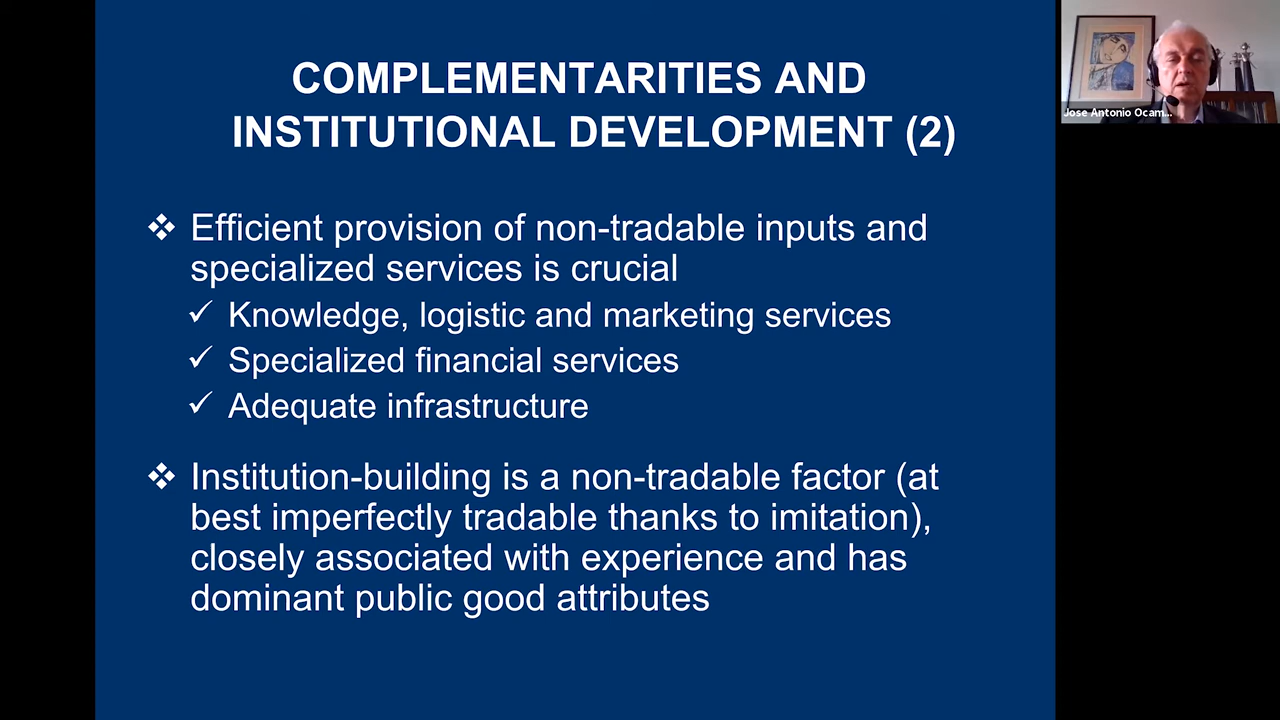 COMPLEMENTARITIES AND
INSTITUTIONAL DEVELOPMENT (2)
❖ Efficient provision of non-tradable inputs and
specialized services is crucial
✓ Knowledge, logistic and marketing services
✓ Specialized financial services
✓ Adequate infrastructure
❖ Institution-building is a non-tradable factor (at
best imperfectly tradable thanks to imitation),
closely associated with experience and has
dominant public good attributes
Jose Antonio Ocam...